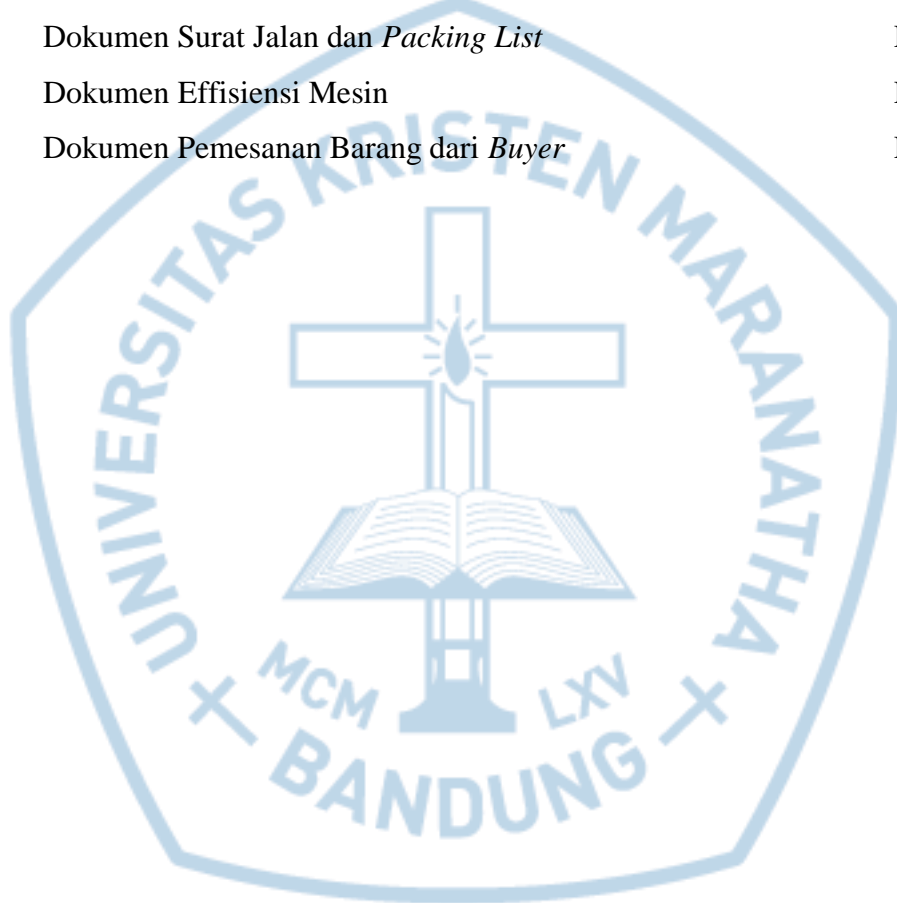 Dokumen Surat Jalan dan Packing List
Dokumen Effisiensi Mesin
Dokumen Pemesanan Barang dari Buyer
UNIVERSITAS KRISTEN MARANATHA
MCM LXV
BANDUNG